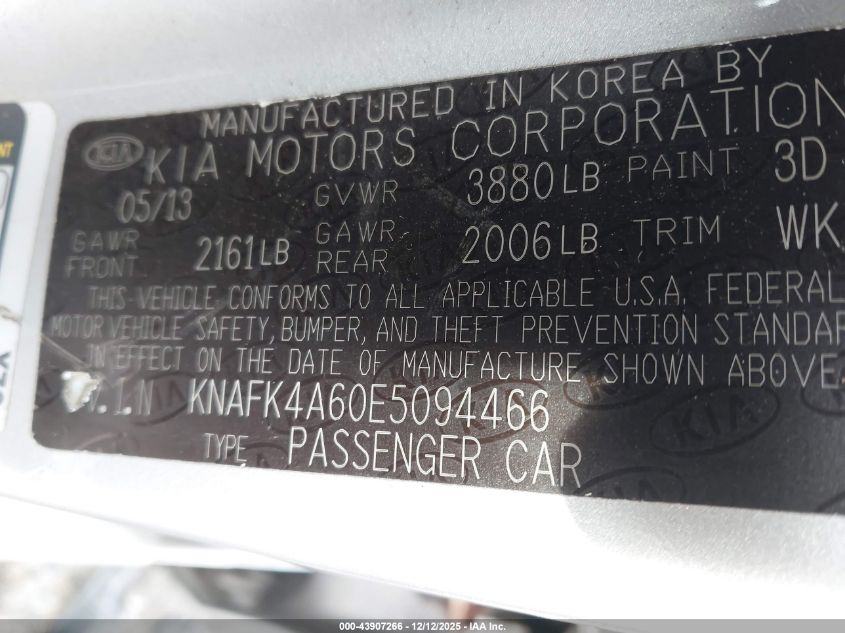 MANUFACTURED IN KOREA BY
KIA KIA MOTORS CORPORATION
05/13 GVWR 3880LB PAINT 3D
GAWR FRONT 2161LB GAWR REAR 2006LB TRIM WK
THIS VEHICLE CONFORMS TO ALL APPLICABLE U.S.A. FEDERAL
MOTOR VEHICLE SAFETY, BUMPER, AND THEFT PREVENTION STANDAR
IN EFFECT ON THE DATE OF MANUFACTURE SHOWN ABOVE.
V.I.N KNAFK4A60E5094466
TYPE PASSENGER CAR
000-43907266 - 12/12/2025 - IAA Inc.